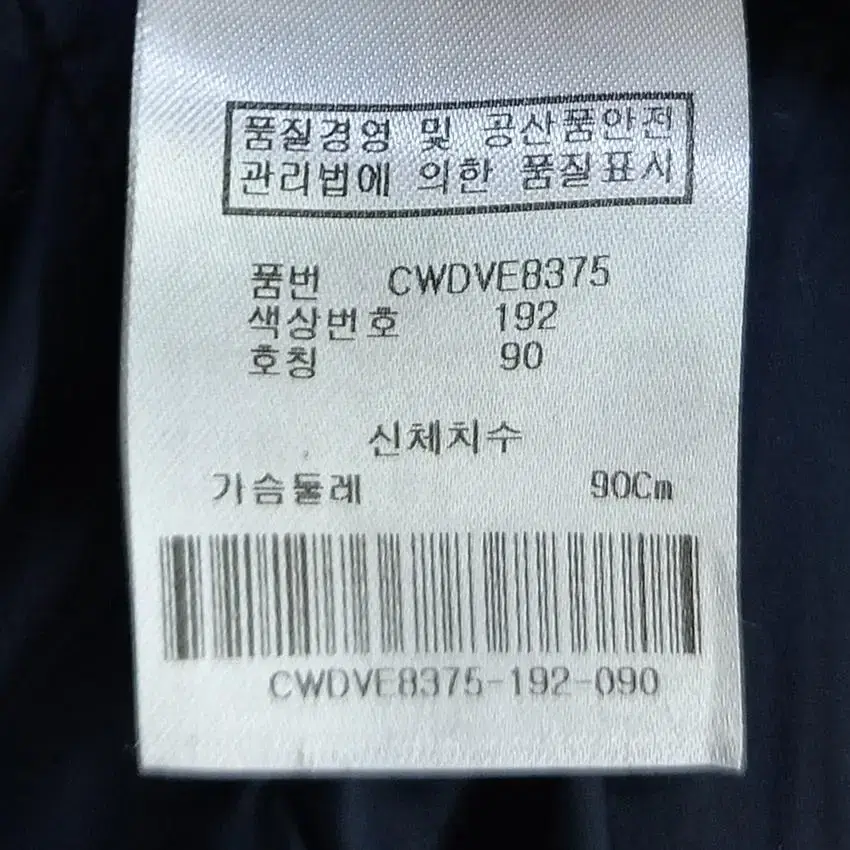 품질경영 및 공산품안전
관리법에 의한 품질표시
품번 CWDVE8375
색상번호 192
호칭 90
신체치수
가슴둘레 90Cm
CWDVE8375-192-090